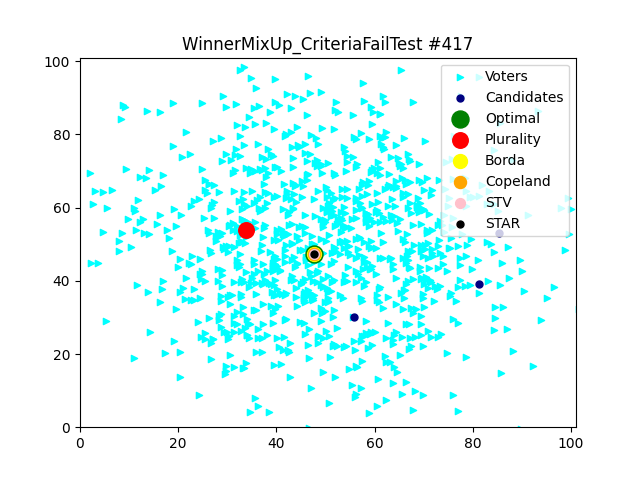 WinnerMixUp_CriteriaFailTest #417
100
80
60
40
20
0
0
20
40
60
80
100
Voters
Candidates
Optimal
Plurality
Borda
Copeland
STV
STAR